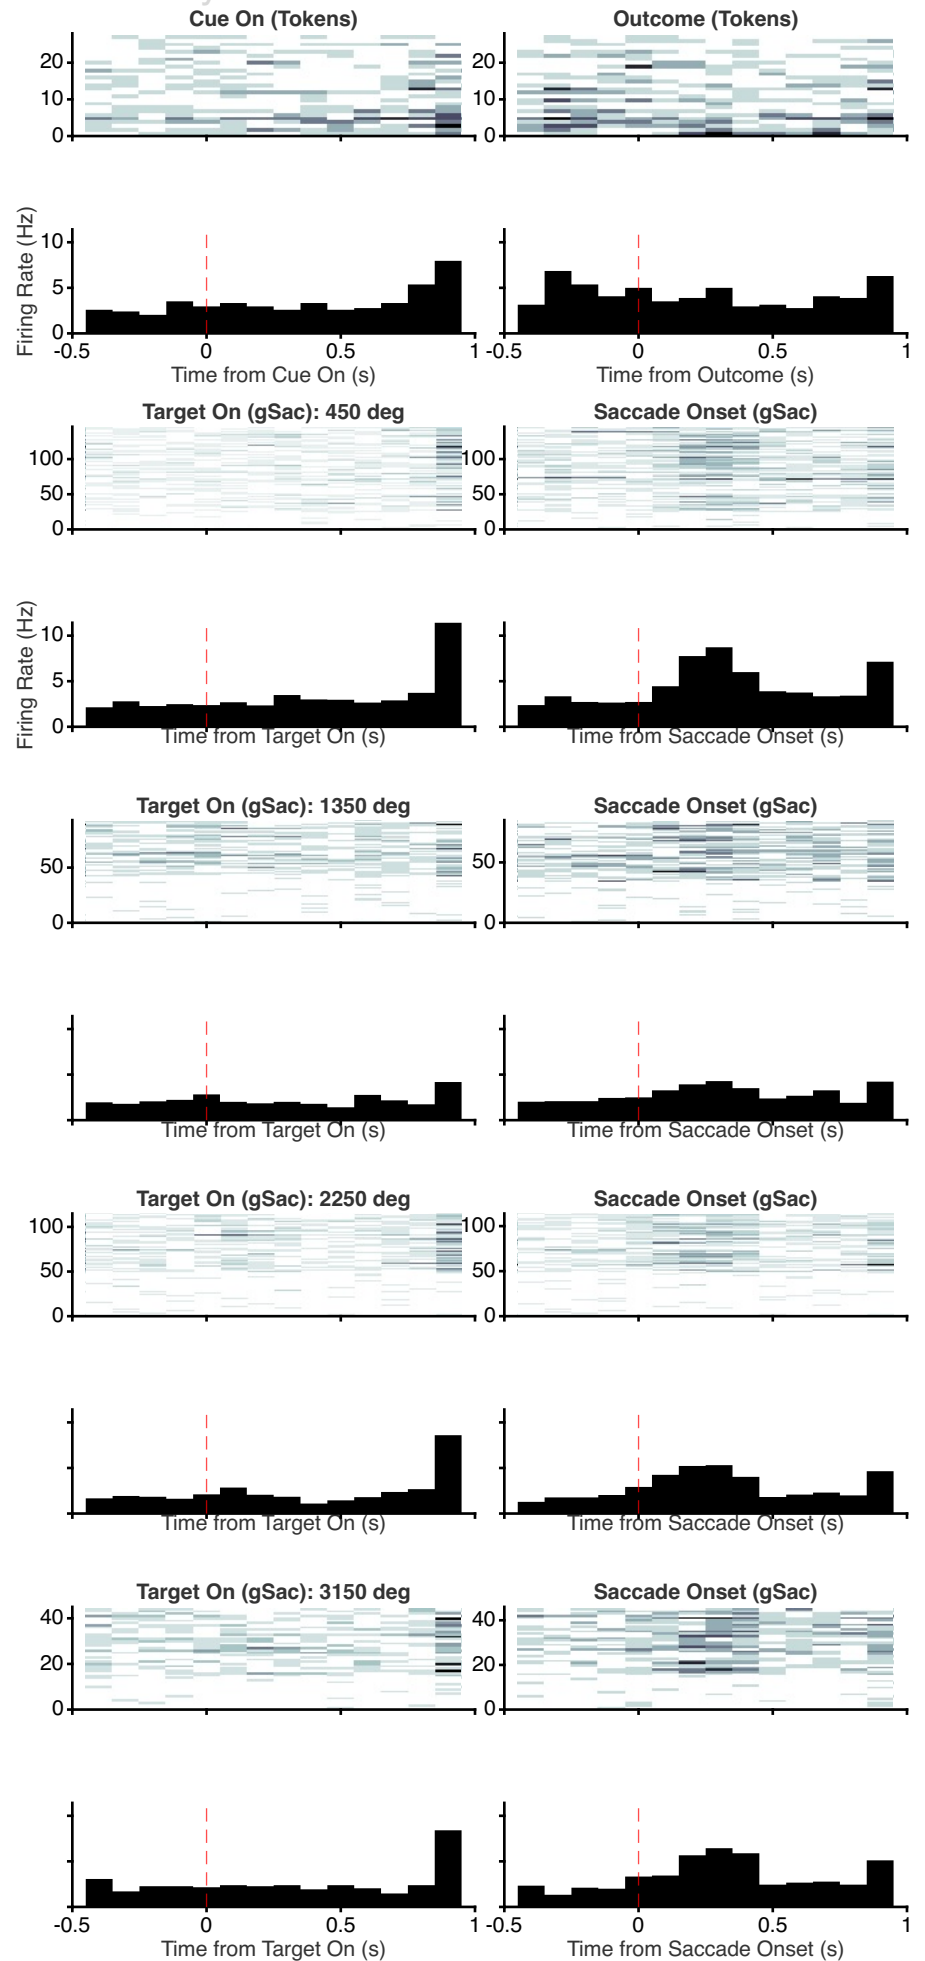 Cue On (Tokens) Outcome (Tokens)
20 20
10 10
0 0
Firing Rate (Hz)
10
5
0
-0.5 0 0.5 1 -0.5 0 0.5 1
Time from Cue On (s) Time from Outcome (s)
Target On (gSac): 450 deg Saccade Onset (gSac)
100 100
50 50
0 0
Firing Rate (Hz)
10
5
0
Time from Target On (s) Time from Saccade Onset (s)
Target On (gSac): 1350 deg Saccade Onset (gSac)
50 50
0 0
Time from Target On (s) Time from Saccade Onset (s)
Target On (gSac): 2250 deg Saccade Onset (gSac)
100 100
50 50
0 0
Time from Target On (s) Time from Saccade Onset (s)
Target On (gSac): 3150 deg Saccade Onset (gSac)
40 40
20 20
0 0
-0.5 0 0.5 1 -0.5 0 0.5 1
Time from Target On (s) Time from Saccade Onset (s)